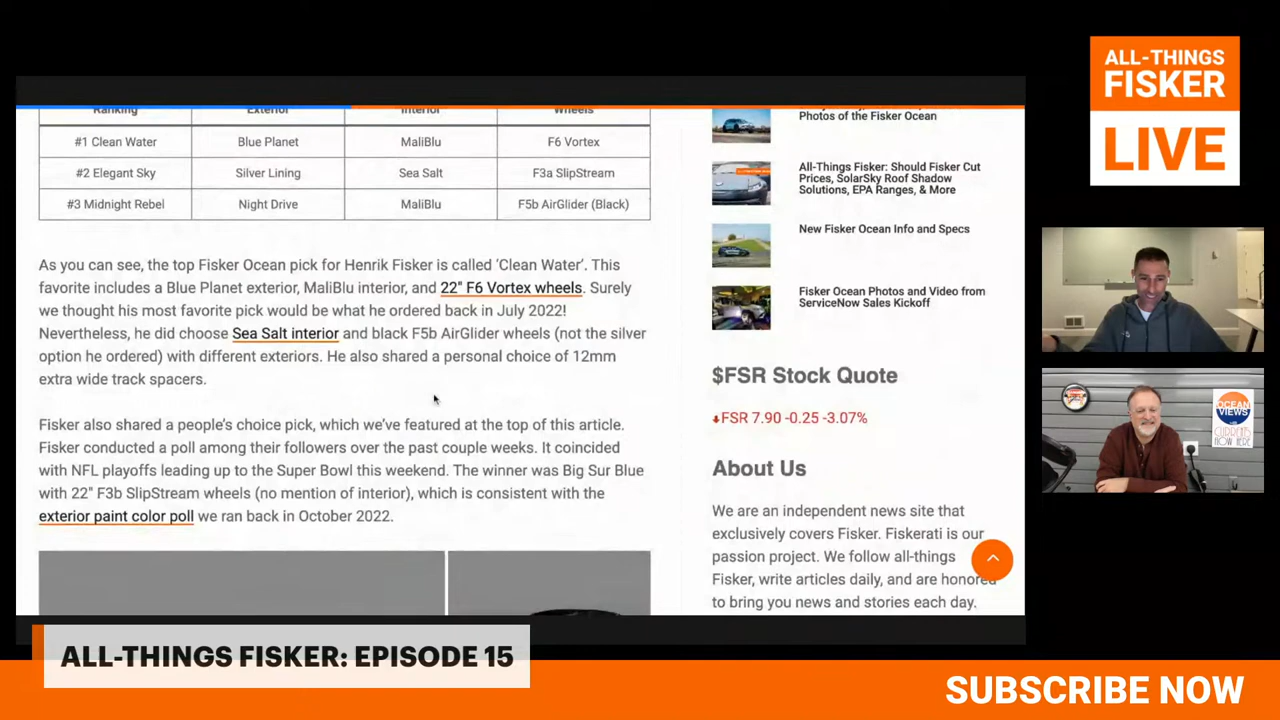 ALL-THINGS
FISKER
LIVE
Ranking Exterior Interior Wheels
#1 Clean Water Blue Planet MaliBlu F6 Vortex
#2 Elegant Sky Silver Lining Sea Salt F3a SlipStream
#3 Midnight Rebel Night Drive MaliBlu F5b AirGlider (Black)
As you can see, the top Fisker Ocean pick for Henrik Fisker is called ‘Clean Water’. This
favorite includes a Blue Planet exterior, MaliBlu interior, and 22" F6 Vortex wheels. Surely
we thought his most favorite pick would be what he ordered back in July 2022!
Nevertheless, he did choose Sea Salt interior and black F5b AirGlider wheels (not the silver
option he ordered) with different exteriors. He also shared a personal choice of 12mm
extra wide track spacers.
Fisker also shared a people’s choice pick, which we’ve featured at the top of this article.
Fisker conducted a poll among their followers over the past couple weeks. It coincided
with NFL playoffs leading up to the Super Bowl this weekend. The winner was Big Sur Blue
with 22" F3b SlipStream wheels (no mention of interior), which is consistent with the
exterior paint color poll we ran back in October 2022.
Photos of the Fisker Ocean
All-Things Fisker: Should Fisker Cut
Prices, SolarSky Roof Shadow
Solutions, EPA Ranges, & More
New Fisker Ocean Info and Specs
Fisker Ocean Photos and Video from
ServiceNow Sales Kickoff
$FSR Stock Quote
FSR 7.90 -0.25 -3.07%
About Us
We are an independent news site that
exclusively covers Fisker. Fiskerati is our
passion project. We follow all-things
Fisker, write articles daily, and are honored
to bring you news and stories each day.
OCEAN
VIEWS
CURRENTS
NOW HERE
ALL-THINGS FISKER: EPISODE 15
SUBSCRIBE NOW